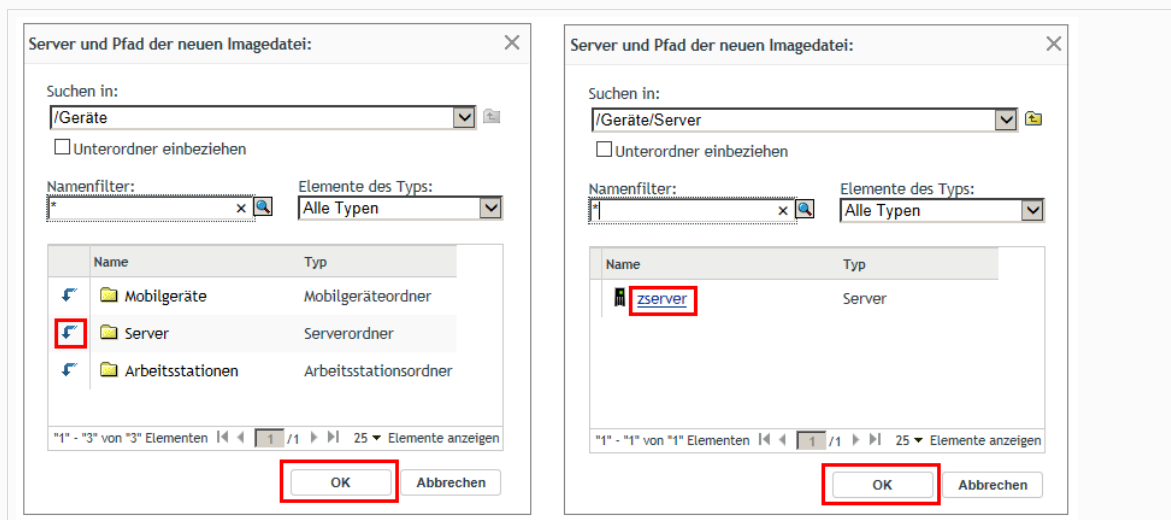 Server und Pfad der neuen Imagedatei:
Suchen in:
/Geräte
Unterordner einbeziehen
Namenfilter: Elemente des Typs:
* × Alle Typen
Name Typ
Mobilgeräte Mobilgeräteordner
Server Serverordner
Arbeitsstationen Arbeitsstationsordner
"1" - "3" von "3" Elementen 1 /1 25 Elemente anzeigen
OK Abbrechen
Server und Pfad der neuen Imagedatei:
Suchen in:
/Geräte/Server
Unterordner einbeziehen
Namenfilter: Elemente des Typs:
* × Alle Typen
Name Typ
zserver Server
"1" - "1" von "1" Elementen 1 /1 25 Elemente anzeigen
OK Abbrechen